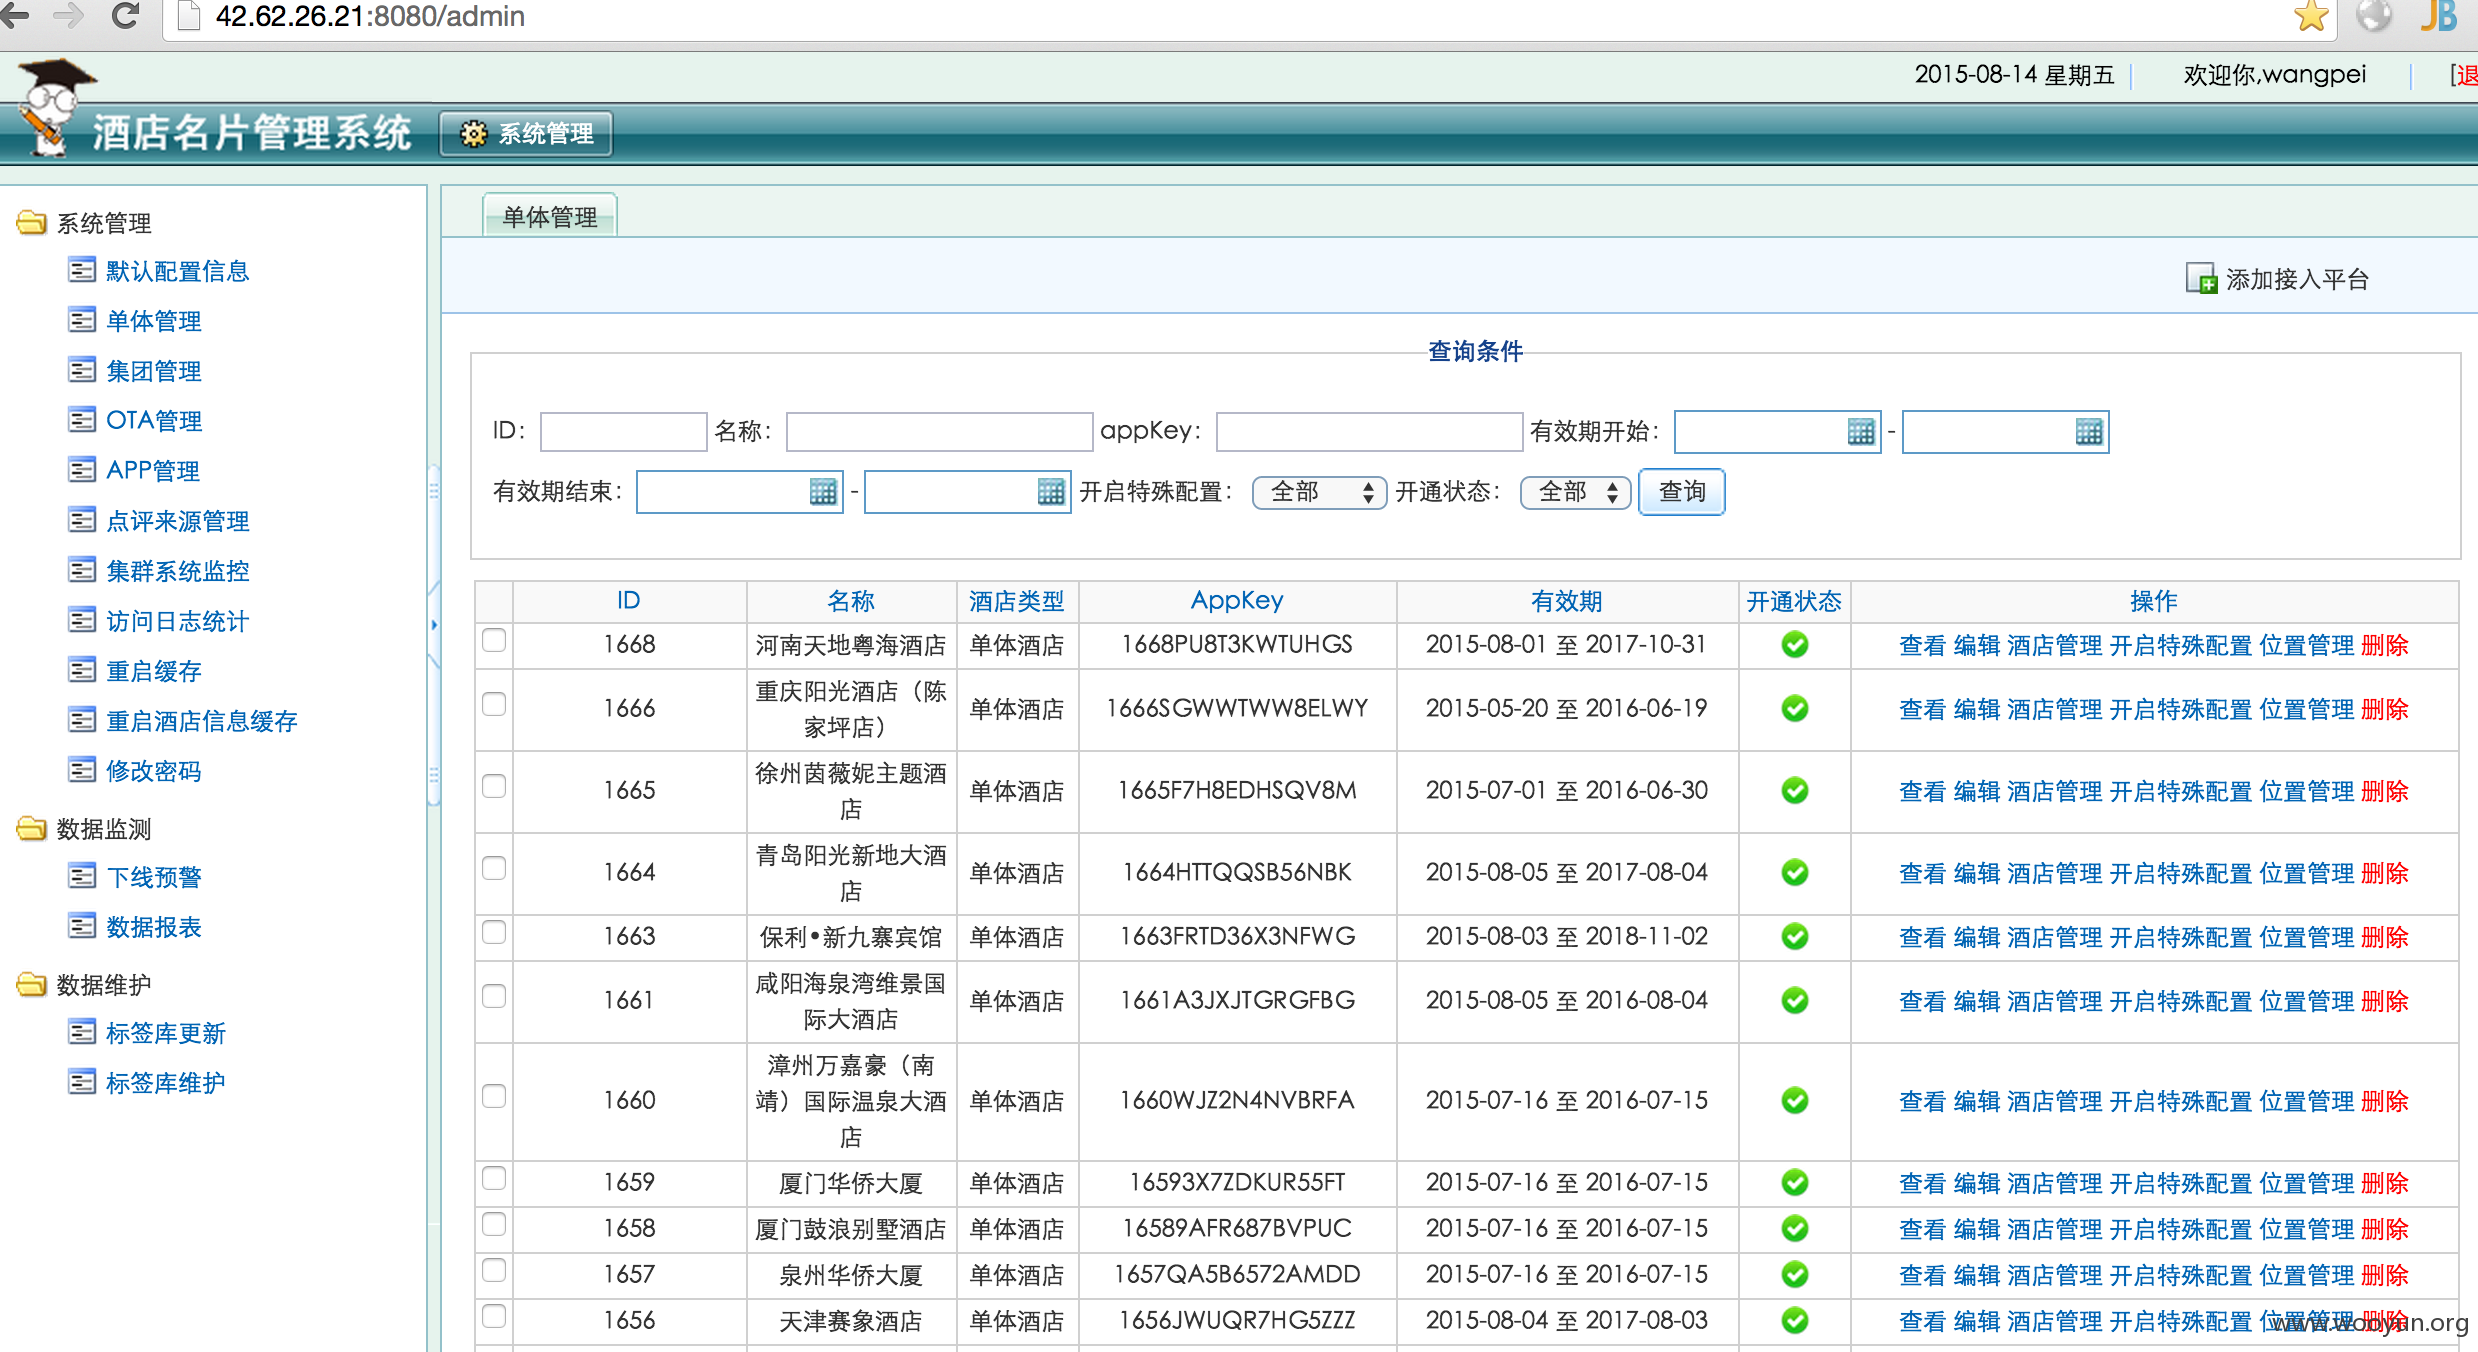 42.62.26.21:8080/admin
2015-08-14 星期五 欢迎你,wangpei [退
酒店名片管理系统 系统管理
系统管理
默认配置信息
单体管理
集团管理
OTA管理
APP管理
点评来源管理
集群系统监控
访问日志统计
重启缓存
重启酒店信息缓存
修改密码
数据监测
下线预警
数据报表
数据维护
标签库更新
标签库维护
单体管理
添加接入平台
查询条件
ID: 名称: appKey: 有效期开始: -
有效期结束: - 开启特殊配置: 全部 开通状态: 全部 查询
ID 名称 酒店类型 AppKey 有效期 开通状态 操作
1668 河南天地粤海酒店 单体酒店 1668PU8T3KWTUHGS 2015-08-01 至 2017-10-31 查看 编辑 酒店管理 开启特殊配置 位置管理 删除
重庆阳光酒店（陈
1666 家坪店） 单体酒店 1666SGWWTWW8ELWY 2015-05-20 至 2016-06-19 查看 编辑 酒店管理 开启特殊配置 位置管理 删除
徐州茵薇妮主题酒
1665 店 单体酒店 1665F7H8EDHSQV8M 2015-07-01 至 2016-06-30 查看 编辑 酒店管理 开启特殊配置 位置管理 删除
青岛阳光新地大酒
1664 店 单体酒店 1664HTTQQSB56NBK 2015-08-05 至 2017-08-04 查看 编辑 酒店管理 开启特殊配置 位置管理 删除
1663 保利•新九寨宾馆 单体酒店 1663FRTD36X3NFWG 2015-08-03 至 2018-11-02 查看 编辑 酒店管理 开启特殊配置 位置管理 删除
咸阳海泉湾维景国
1661 际大酒店 单体酒店 1661A3JXJTGRGFBG 2015-08-05 至 2016-08-04 查看 编辑 酒店管理 开启特殊配置 位置管理 删除
漳州万嘉豪（南
1660 靖）国际温泉大酒 单体酒店 1660WJZ2N4NVBRFA 2015-07-16 至 2016-07-15 查看 编辑 酒店管理 开启特殊配置 位置管理 删除
店
1659 厦门华侨大厦 单体酒店 16593X7ZDKUR55FT 2015-07-16 至 2016-07-15 查看 编辑 酒店管理 开启特殊配置 位置管理 删除
1658 厦门鼓浪别墅酒店 单体酒店 16589AFR687BVPUC 2015-07-16 至 2016-07-15 查看 编辑 酒店管理 开启特殊配置 位置管理 删除
1657 泉州华侨大厦 单体酒店 1657QA5B6572AMDD 2015-07-16 至 2016-07-15 查看 编辑 酒店管理 开启特殊配置 位置管理 删除
1656 天津赛象酒店 单体酒店 1656JWUQR7HG5ZZZ 2015-08-04 至 2017-08-03 查看 编辑 酒店管理 开启特殊配置 位置管理 删除
www.wooyun.org